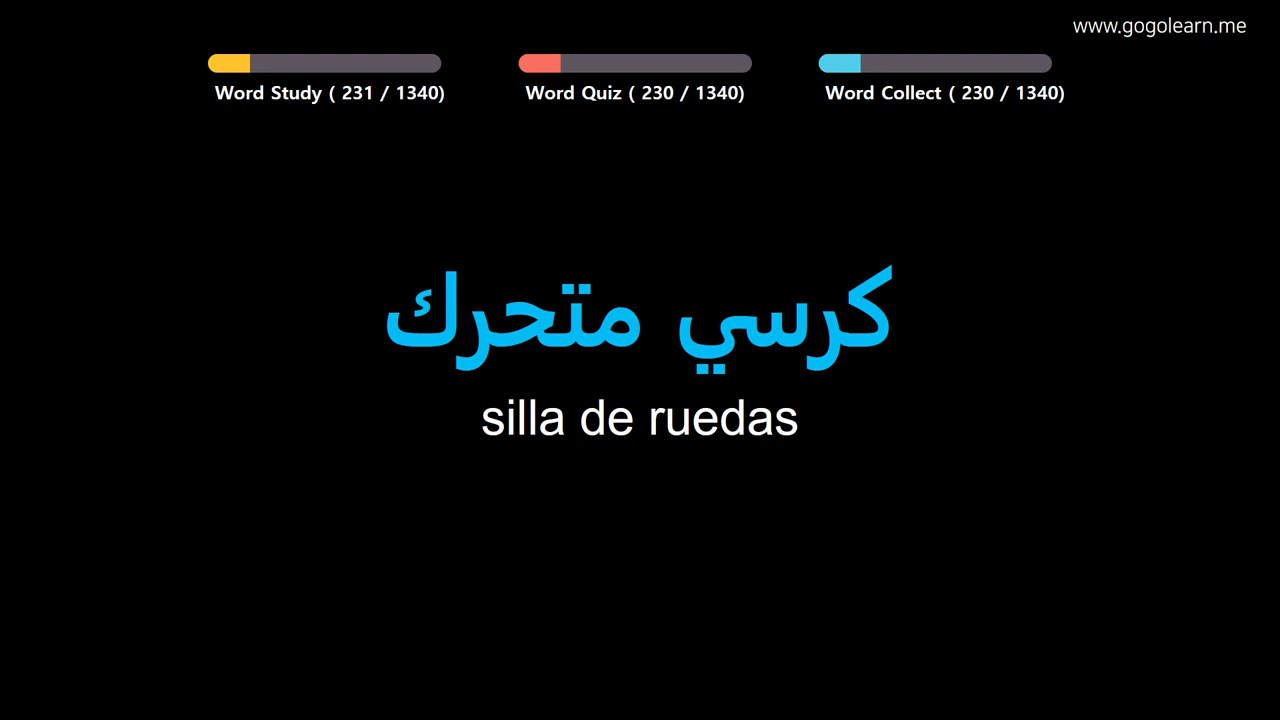 www.gogolearn.me
Word Study ( 231 / 1340)
Word Quiz ( 230 / 1340)
Word Collect ( 230 / 1340)
كرسي متحرك
silla de ruedas